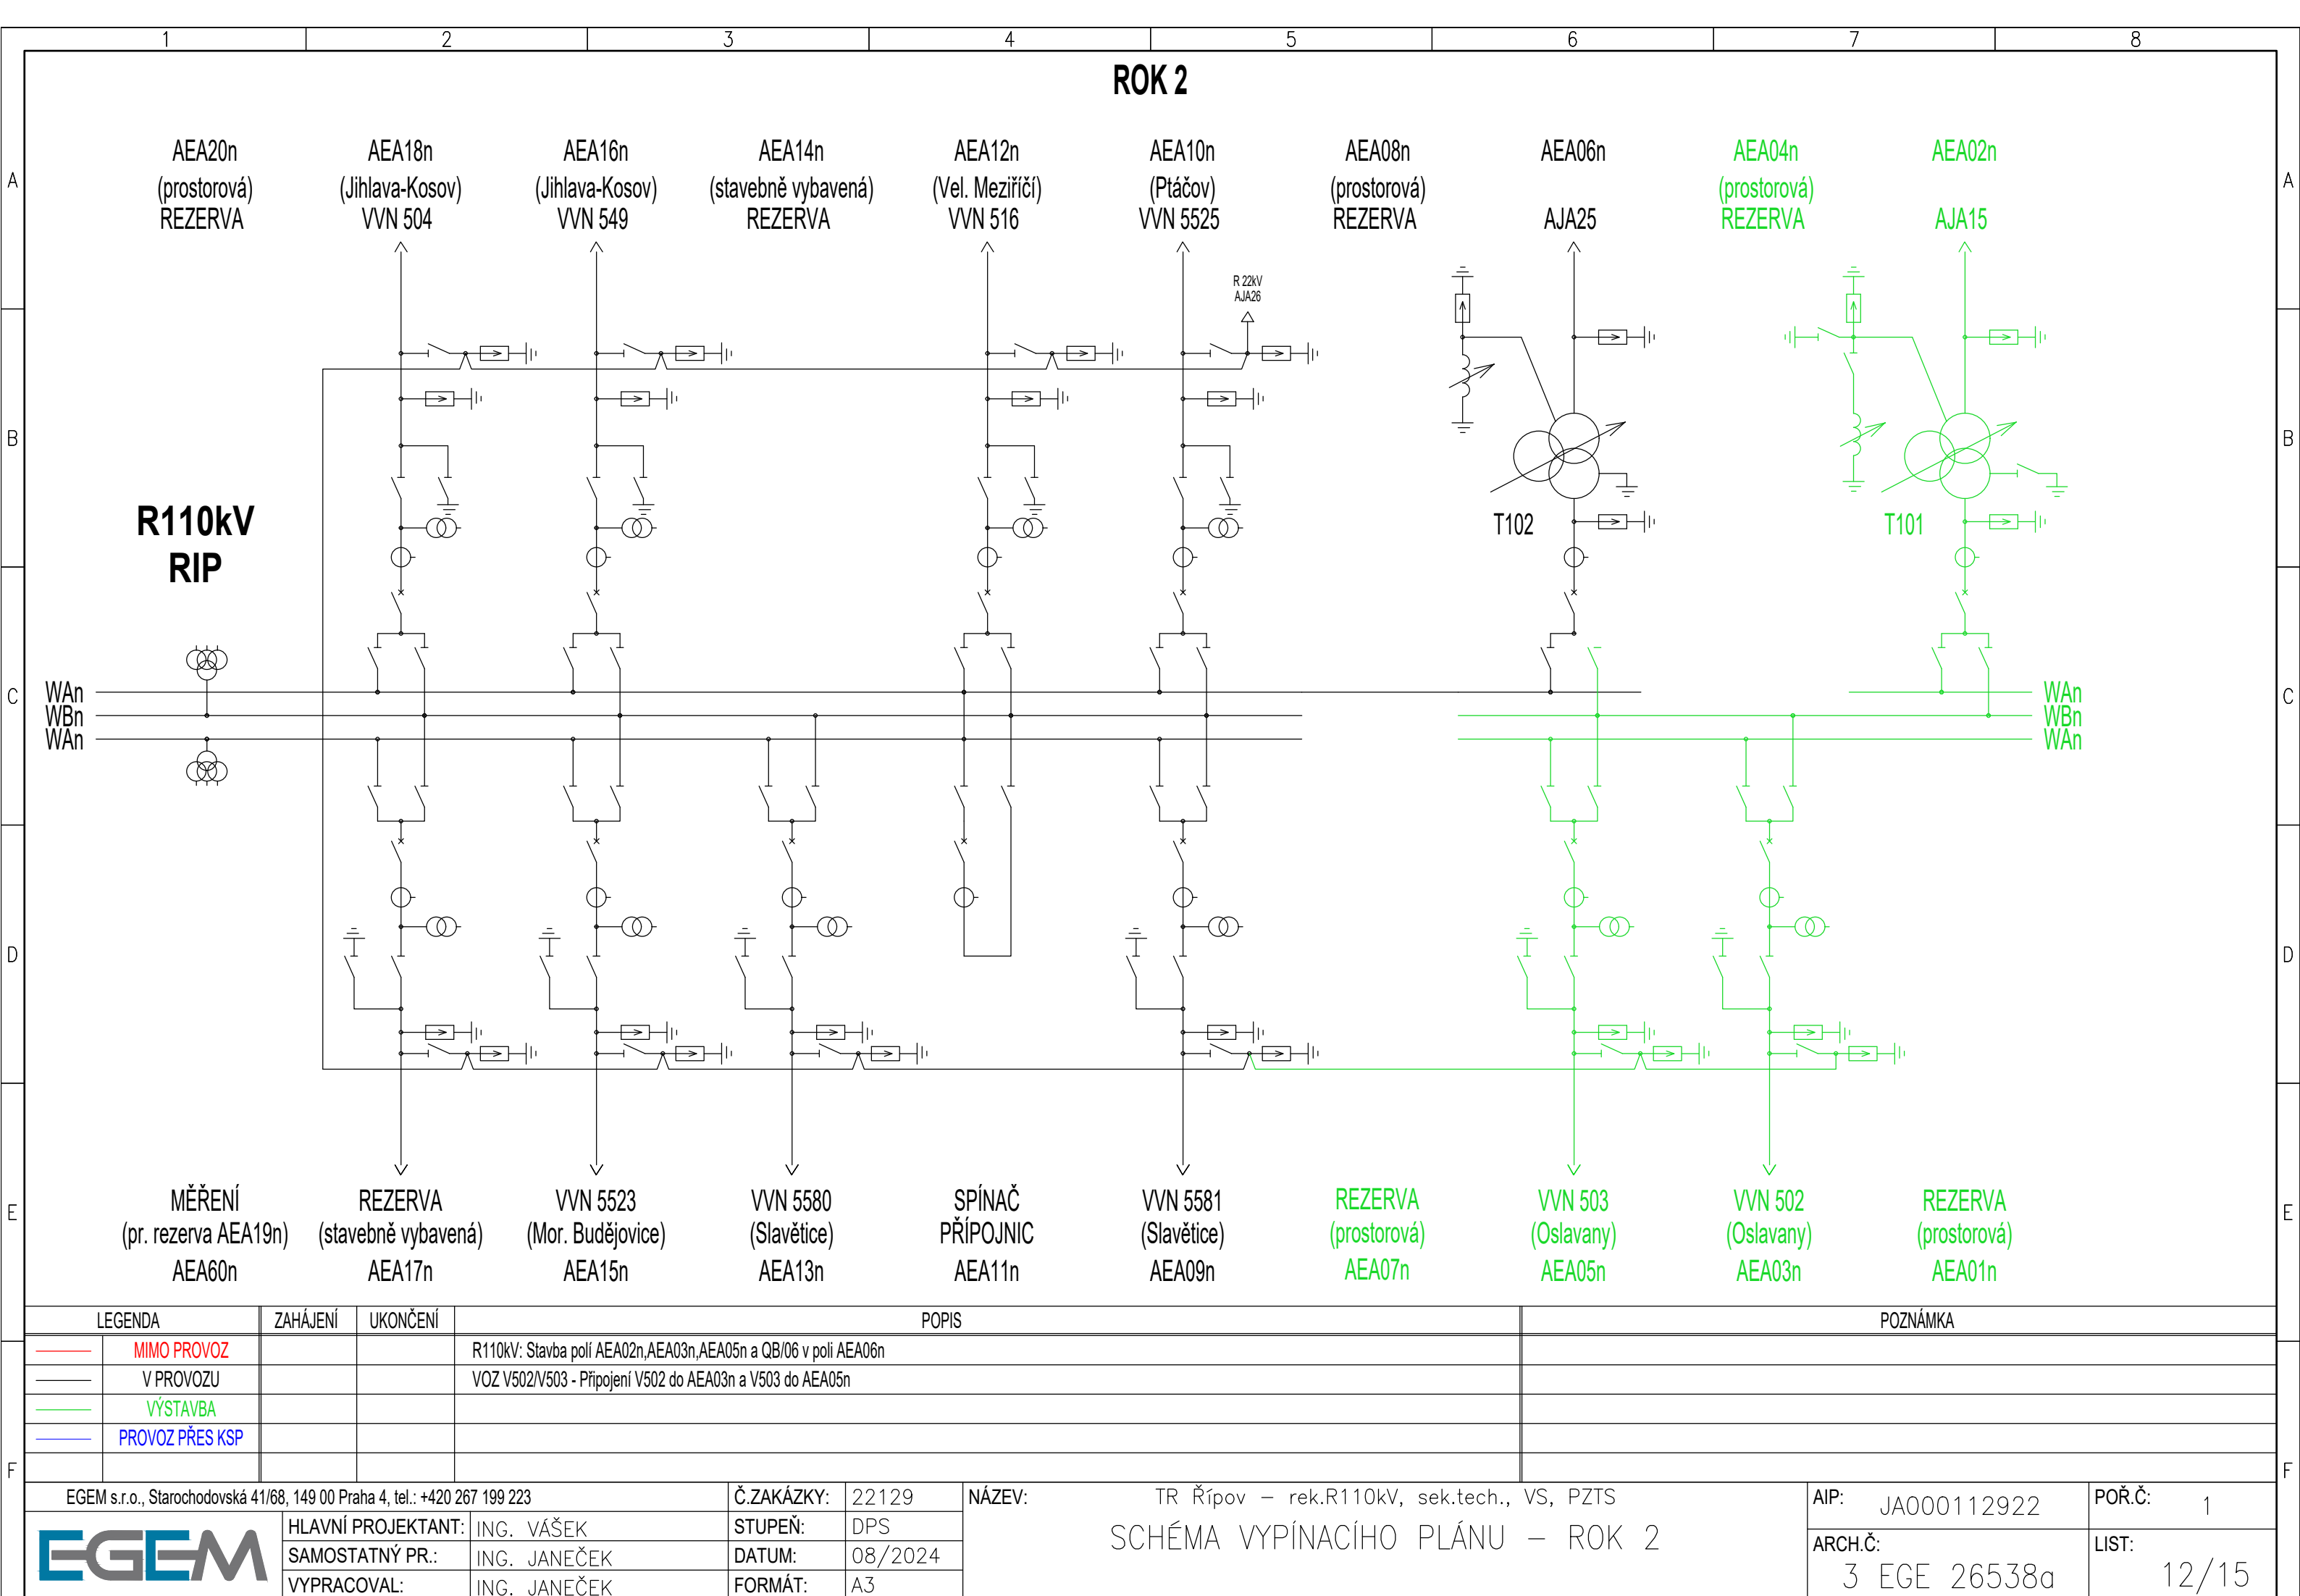 1 2 3 4 5 6 7 8
ROK 2
AEA20n
(prostorová)
REZERVA
AEA18n
(Jihlava-Kosov)
VVN 504
AEA16n
(Jihlava-Kosov)
VVN 549
AEA14n
(stavebně vybavená)
REZERVA
AEA12n
(Vel. Meziříčí)
VVN 516
AEA10n
(Ptáčov)
VVN 5525
AEA08n
(prostorová)
REZERVA
AEA06n
AJA25
AEA04n
(prostorová)
REZERVA
AEA02n
AJA15
A A
R 22kV
AJA26
B B
R110kV
RIP
T102
T101
C C
WAn
WBn
WAn
WAn
WBn
WAn
D D
E E
MĚŘENÍ
(pr. rezerva AEA19n)
AEA60n
REZERVA
(stavebně vybavená)
AEA17n
VVN 5523
(Mor. Budějovice)
AEA15n
VVN 5580
(Slavětice)
AEA13n
SPÍNAČ
PŘÍPOJNIC
AEA11n
VVN 5581
(Slavětice)
AEA09n
REZERVA
(prostorová)
AEA07n
VVN 503
(Oslavany)
AEA05n
VVN 502
(Oslavany)
AEA03n
REZERVA
(prostorová)
AEA01n
LEGENDA ZAHÁJENÍ UKONČENÍ POPIS POZNÁMKA
MIMO PROVOZ R110kV: Stavba polí AEA02n,AEA03n,AEA05n a QB/06 v poli AEA06n
V PROVOZU VOZ V502/V503 - Připojení V502 do AEA03n a V503 do AEA05n
VÝSTAVBA
PROVOZ PŘES KSP
F F
EGEM s.r.o., Starochodovská 41/68, 149 00 Praha 4, tel.: +420 267 199 223
EGEM
HLAVNÍ PROJEKTANT: ING. VÁŠEK
SAMOSTATNÝ PR.: ING. JANEČEK
VYPRACOVAL: ING. JANEČEK
Č.ZAKÁZKY: 22129
STUPEŇ: DPS
DATUM: 08/2024
FORMÁT: A3
NÁZEV: TR Řípov – rek.R110kV, sek.tech., VS, PZTS
SCHÉMA VYPÍNACÍHO PLÁNU – ROK 2
AIP: JA000112922
POŘ.Č: 1
ARCH.Č: 3 EGE 26538a
LIST: 12/15